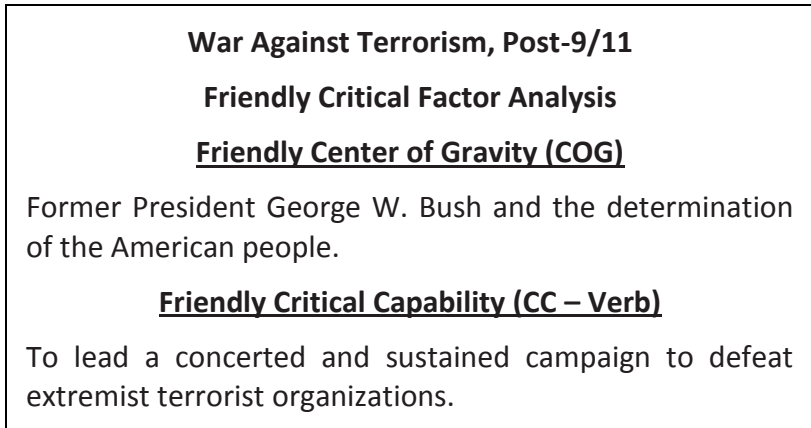 War Against Terrorism, Post-9/11
Friendly Critical Factor Analysis
Friendly Center of Gravity (COG)
Former President George W. Bush and the determination
of the American people.
Friendly Critical Capability (CC – Verb)
To lead a concerted and sustained campaign to defeat
extremist terrorist organizations.